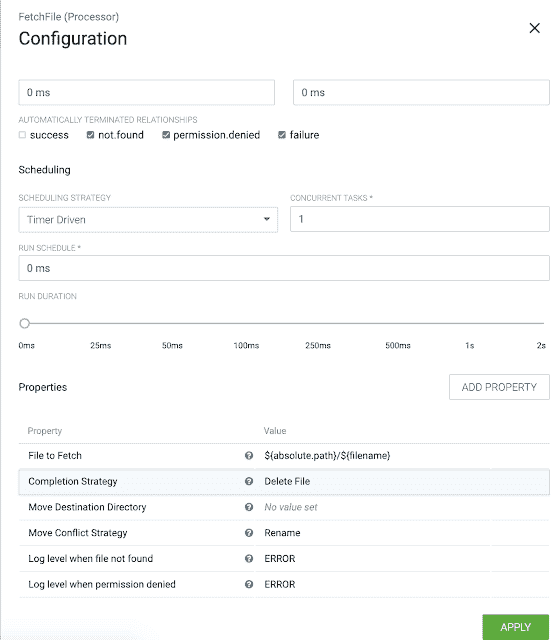 FetchFile (Processor)
Configuration
0 ms 0 ms
AUTOMATICALLY TERMINATED RELATIONSHIPS
success not.found permission.denied failure
Scheduling
SCHEDULING STRATEGY CONCURRENT TASKS *
Timer Driven 1
RUN SCHEDULE *
0 ms
RUN DURATION
0ms 25ms 50ms 100ms 250ms 500ms 1s 2s
Properties ADD PROPERTY
Property Value
File to Fetch ${absolute.path}/${filename}
Completion Strategy Delete File
Move Destination Directory No value set
Move Conflict Strategy Rename
Log level when file not found ERROR
Log level when permission denied ERROR
APPLY